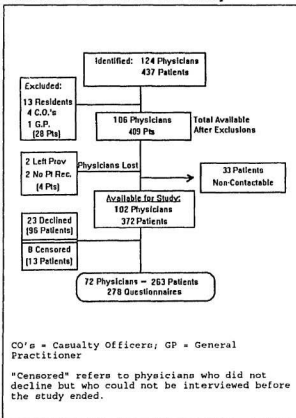 Identified: 124 Physicians
437 Patients
Excluded:
13 Residents
4 C.O.'s
1 G.P.
(28 Pts)
106 Physicians
409 Pts
Total Available
After Exclusions
2 Left Prov
2 No Pt Rec.
(4 Pts)
Physicians Lost
33 Patients
Non-Contactable
Available for Study:
102 Physicians
372 Patients
23 Declined
(96 Patients)
8 Censored
(13 Patients)
72 Physicians - 263 Patients
278 Questionnaires
CO's = Casualty Officers; GP = General
Practitioner
"Censored" refers to physicians who did not
decline but who could not be interviewed before
the study ended.